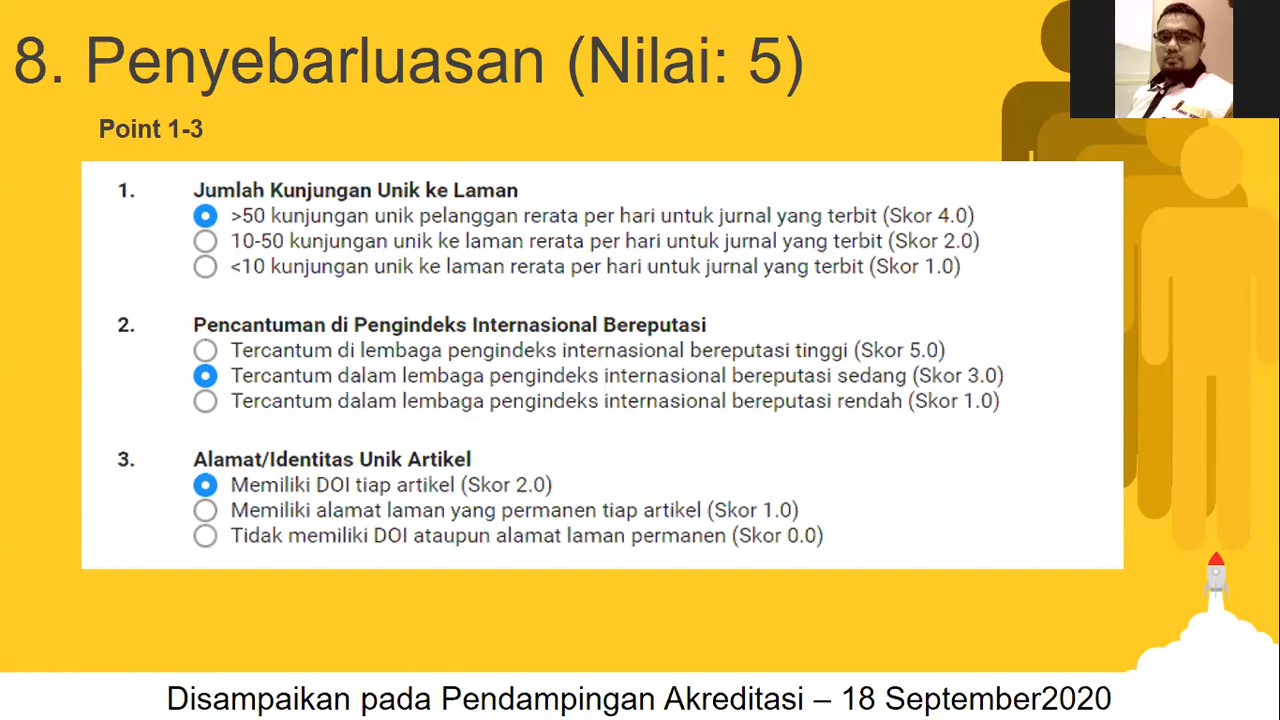 8. Penyebarluasan (Nilai: 5)
Point 1-3
1. Jumlah Kunjungan Unik ke Laman
>50 kunjungan unik pelanggan rerata per hari untuk jurnal yang terbit (Skor 4.0)
10-50 kunjungan unik ke laman rerata per hari untuk jurnal yang terbit (Skor 2.0)
<10 kunjungan unik ke laman rerata per hari untuk jurnal yang terbit (Skor 1.0)
2. Pencantuman di Pengindeks Internasional Bereputasi
Tercantum di lembaga pengindeks internasional bereputasi tinggi (Skor 5.0)
Tercantum dalam lembaga pengindeks internasional bereputasi sedang (Skor 3.0)
Tercantum dalam lembaga pengindeks internasional bereputasi rendah (Skor 1.0)
3. Alamat/Identitas Unik Artikel
Memiliki DOI tiap artikel (Skor 2.0)
Memiliki alamat laman yang permanen tiap artikel (Skor 1.0)
Tidak memiliki DOI ataupun alamat laman permanen (Skor 0.0)
Disampaikan pada Pendampingan Akreditasi – 18 September2020